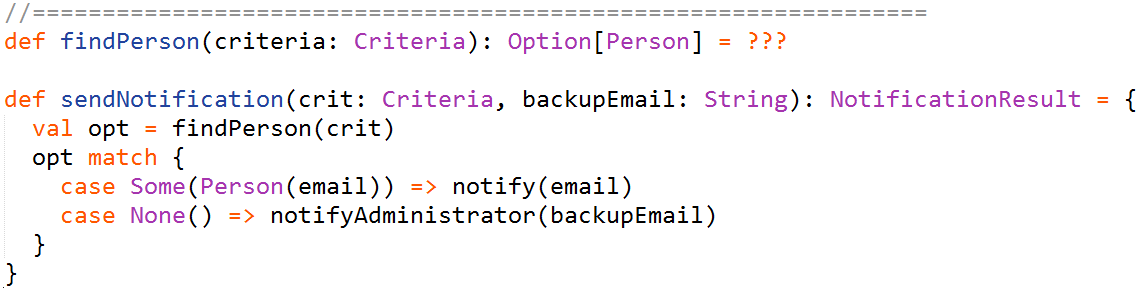 //================================================================
def findPerson(criteria: Criteria): Option[Person] = ???
def sendNotification(crit: Criteria, backupEmail: String): NotificationResult = {
  val opt = findPerson(crit)
  opt match {
    case Some(Person(email)) => notify(email)
    case None() => notifyAdministrator(backupEmail)
  }
}